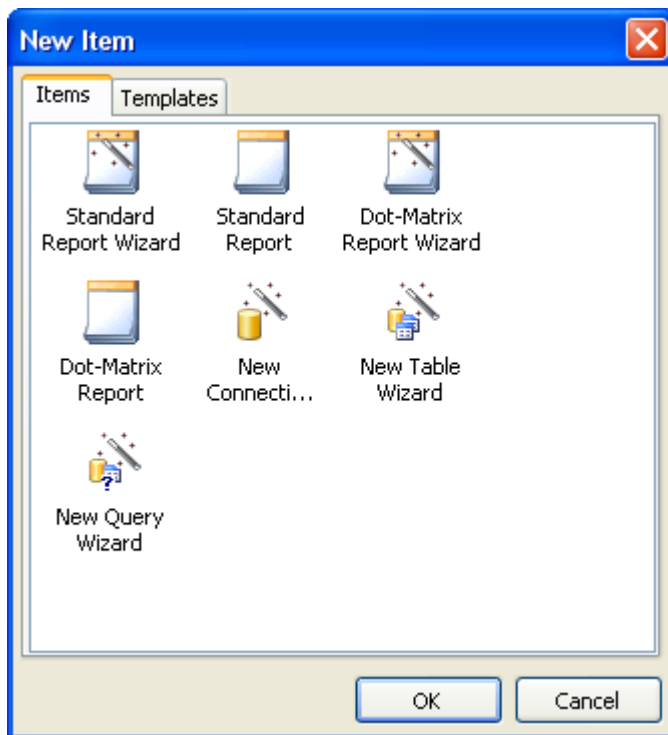 New Item
Items
Templates
Standard
Report Wizard
Standard
Report
Dot-Matrix
Report Wizard
Dot-Matrix
Report
New
Connecti...
New Table
Wizard
New Query
Wizard
OK
Cancel